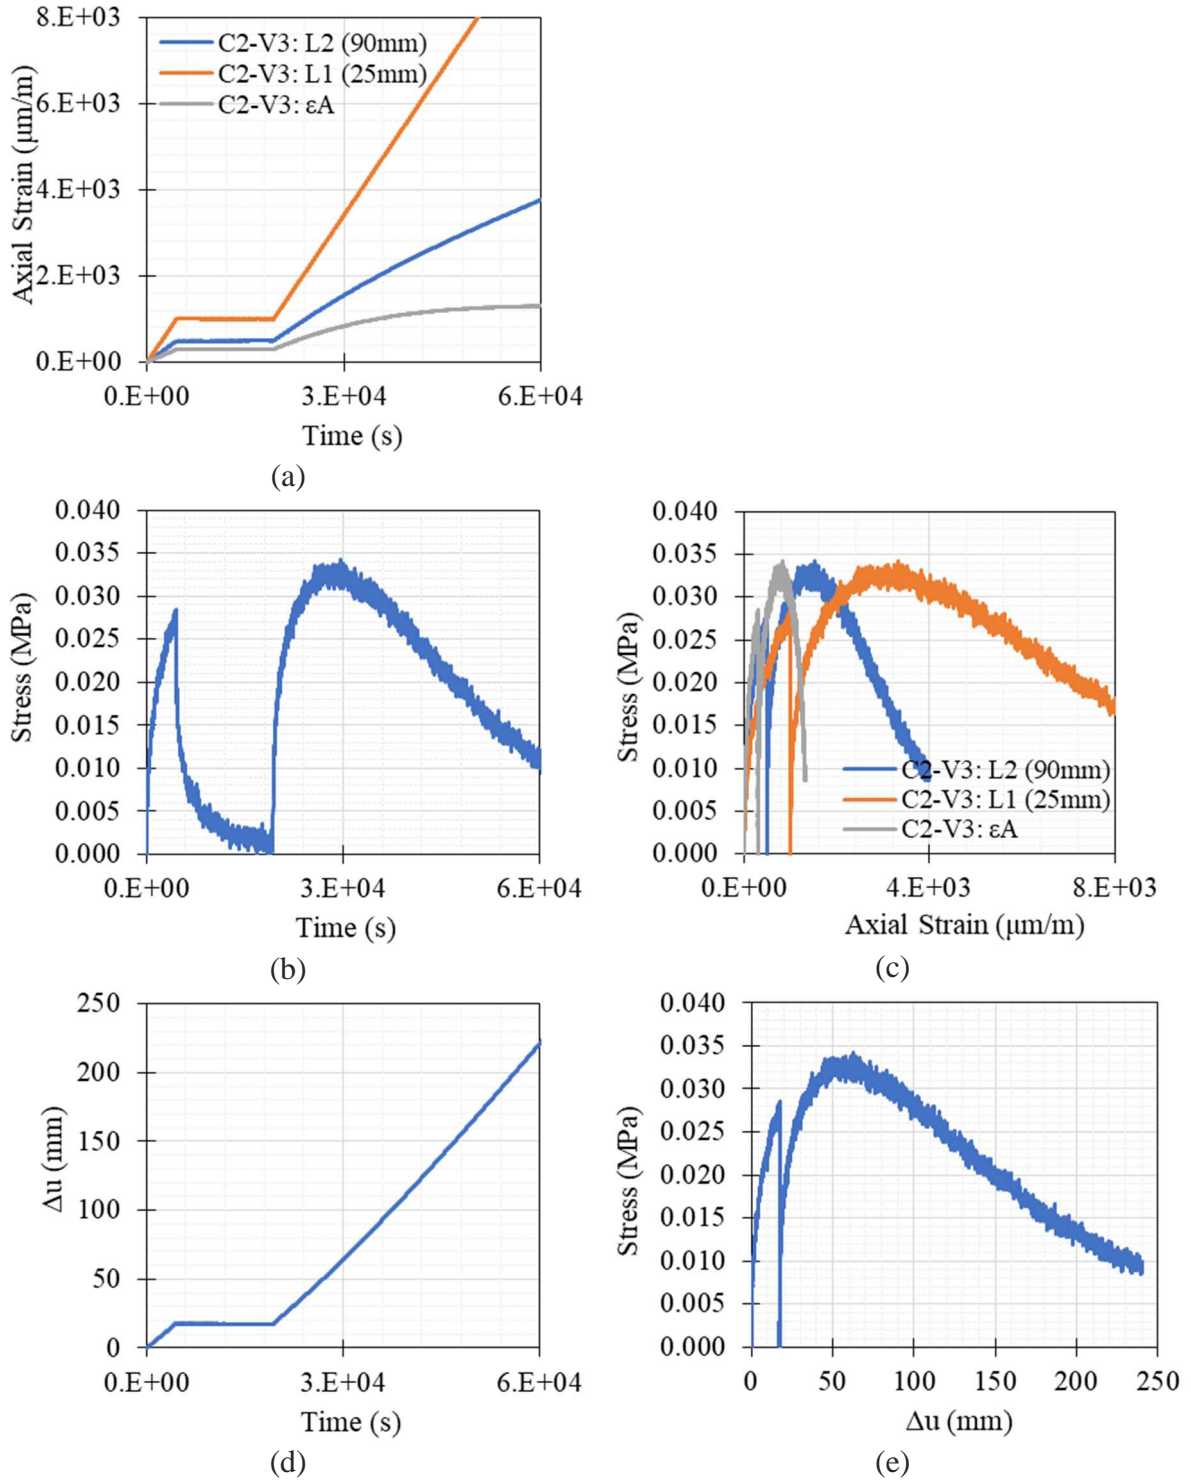 8.E+03
6.E+03
4.E+03
2.E+03
0.E+00
Axial Strain (μm/m)
C2-V3: L2 (90mm)
C2-V3: L1 (25mm)
C2-V3: εA
0.E+00 3.E+04 6.E+04
Time (s)
(a)
0.040
0.035
0.030
0.025
0.020
0.015
0.010
0.005
0.000
Stress (MPa)
0.E+00 3.E+04 6.E+04
Time (s)
(b)
0.040
0.035
0.030
0.025
0.020
0.015
0.010
0.005
0.000
Stress (MPa)
C2-V3: L2 (90mm)
C2-V3: L1 (25mm)
C2-V3: εA
0.E+00 4.E+03 8.E+03
Axial Strain (μm/m)
(c)
250
200
150
100
50
0
Δu (mm)
0.E+00 3.E+04 6.E+04
Time (s)
(d)
0.040
0.035
0.030
0.025
0.020
0.015
0.010
0.005
0.000
Stress (MPa)
0 50 100 150 200 250
Δu (mm)
(e)